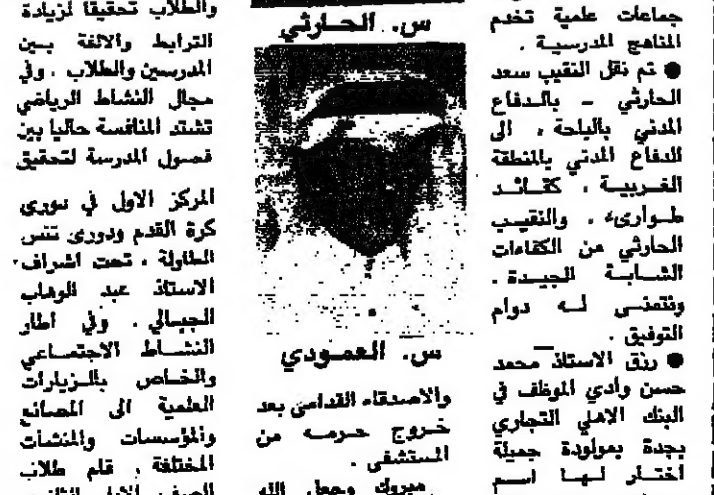 جماعات علمية تخدم
المناهج المدرسية .
● تم نقل النقيب سعد
الحارثي - بالدفاع
المدني بالباحة ، الى
الدفاع المدني بالمنطقة
الغربية ، كقائد
طوارىء ، والنقيب
الحارثي من الكفاءات
الشابة الجيدة .
ونتمنى له دوام
التوفيق .
● رزق الاستاذ محمد
حسن وادي الموظف في
البنك الاهلي التجاري
بجدة بمولودة جميلة
اختار لها اسم
س. الحارثي
س. العمودي
والاصدقاء القدامى بعد
خروج حرمه من
المستشفى .
مبروك وجعل الله
والطلاب تحقيقا لزيادة
الترابط والالفة بين
المدرسين والطلاب . وفي
مجال النشاط الرياضي
تشتد المنافسة حاليا بين
فصول المدرسة لتحقيق
المركز الاول في دوري
كرة القدم ودورى تنس
الطاولة ، تحت اشراف
الاستاذ عبد الوهاب
الجبالي . وفي اطار
النشاط الاجتماعي
والخاص بالزيارات
العلمية الى المصانع
والمؤسسات والمنشآت
المختلفة ، قام طلاب
الصف الاول